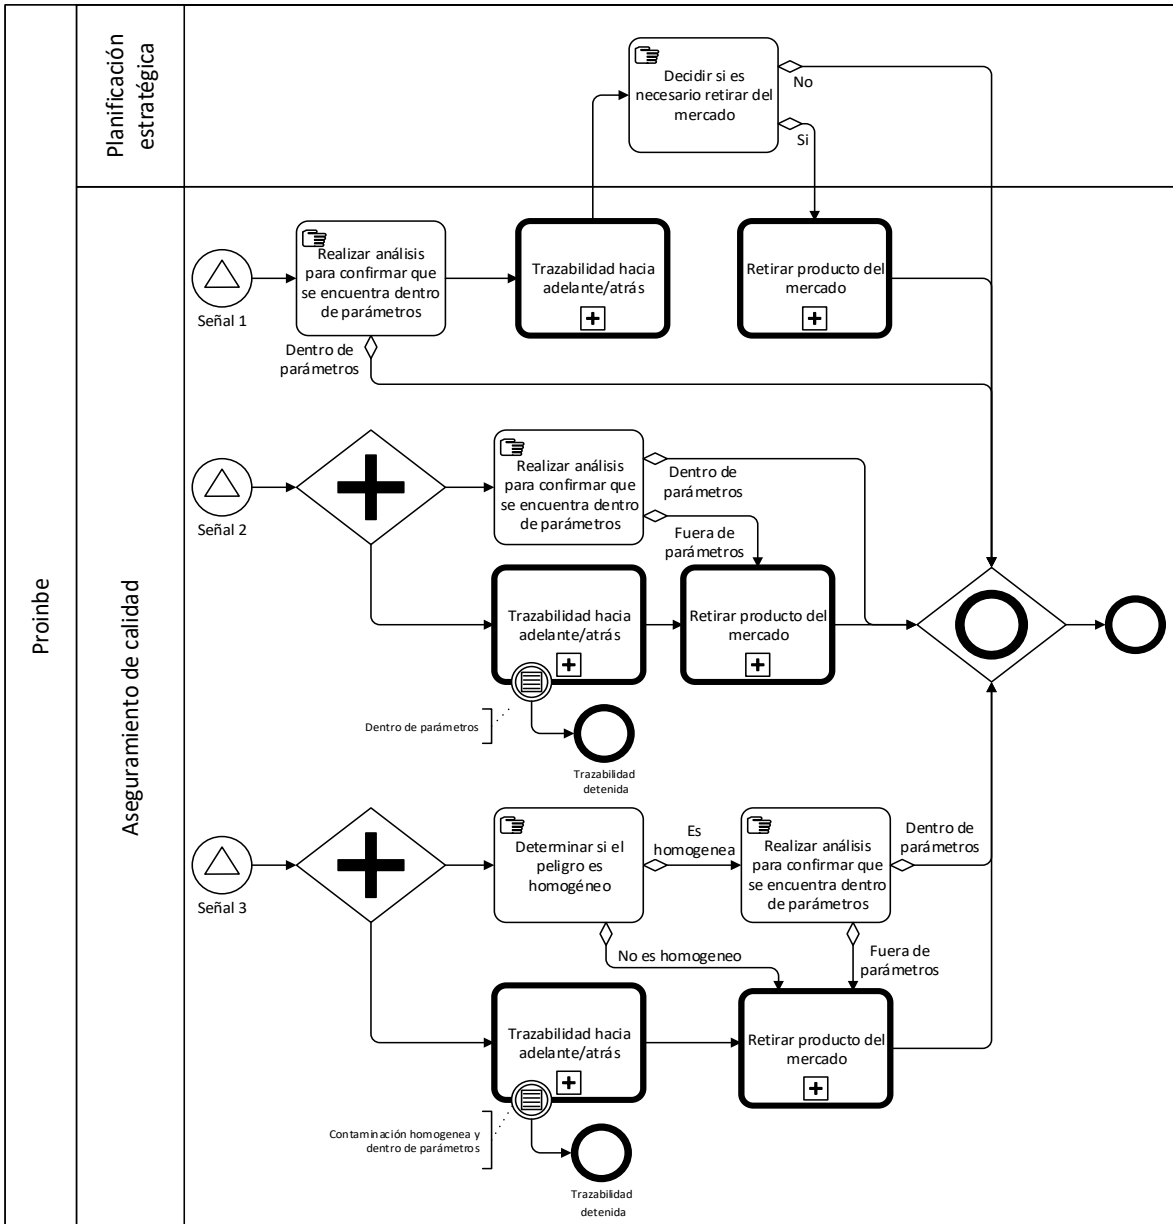 Proinbe
Planificación
estratégica
Decidir si es
necesario retirar del
mercado
No
Si
Aseguramiento de calidad
Señal 1
Realizar análisis
para confirmar que
se encuentra dentro
de parámetros
Dentro de
parámetros
Trazabilidad hacia
adelante/atrás
Retirar producto del
mercado
Señal 2
Realizar análisis
para confirmar que
se encuentra dentro
de parámetros
Dentro de
parámetros
Fuera de
parámetros
Trazabilidad hacia
adelante/atrás
Retirar producto del
mercado
Dentro de parámetros
Trazabilidad
detenida
Señal 3
Determinar si el
peligro es
homogéneo
Es
homogenea
Realizar análisis
para confirmar que
se encuentra dentro
de parámetros
Dentro de
parámetros
No es homogeneo
Fuera de
parámetros
Trazabilidad hacia
adelante/atrás
Retirar producto del
mercado
Contaminación homogenea y
dentro de parámetros
Trazabilidad
detenida